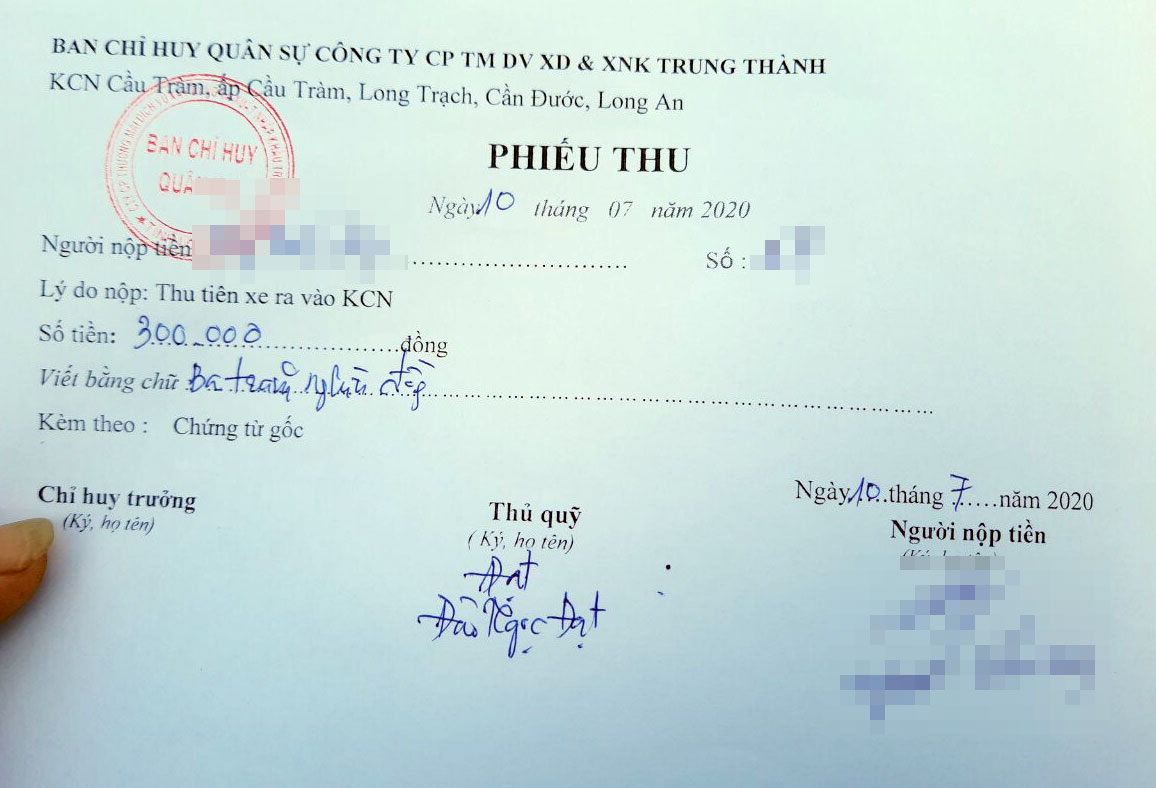 BAN CHỈ HUY QUÂN SỰ CÔNG TY CP TM DV XD & XNK TRUNG THÀNH
KCN Cầu Tràm, ấp Cầu Tràm, Long Trạch, Cần Đước, Long An
BAN CHỈ HUY
QUÂN
PHIẾU THU
Ngày 10 tháng 07 năm 2020
Người nộp tiền ...........................
Số :
Lý do nộp: Thu tiên xe ra vào KCN
Số tiền: 300.000 đồng
Viết bằng chữ Ba trăm nghìn đồng
Kèm theo : Chứng từ gốc
Ngày 10 tháng 7 năm 2020
Chỉ huy trưởng
(Ký, họ tên)
Thủ quỹ
( Ký, họ tên)
Người nộp tiền
Đạt
Đào Ngọc Đạt